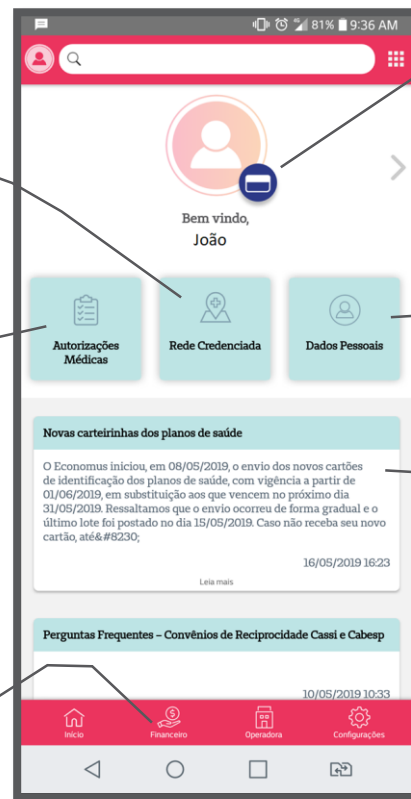 81% 9:36 AM
Bem vindo,
João
Autorizações
Médicas
Rede Credenciada
Dados Pessoais
Novas carteirinhas dos planos de saúde
O Economus iniciou, em 08/05/2019, o envio dos novos cartões
de identificação dos planos de saúde, com vigência a partir de
01/06/2019, em substituição aos que vencem no próximo dia
31/05/2019. Ressaltamos que o envio ocorreu de forma gradual e o
último lote foi postado no dia 15/05/2019. Caso não receba seu novo
cartão, até&#8230;
16/05/2019 16:23
Leia mais
Perguntas Frequentes – Convênios de Reciprocidade Cassi e Cabesp
10/05/2019 10:33
Início
Financeiro
Operadora
Configurações